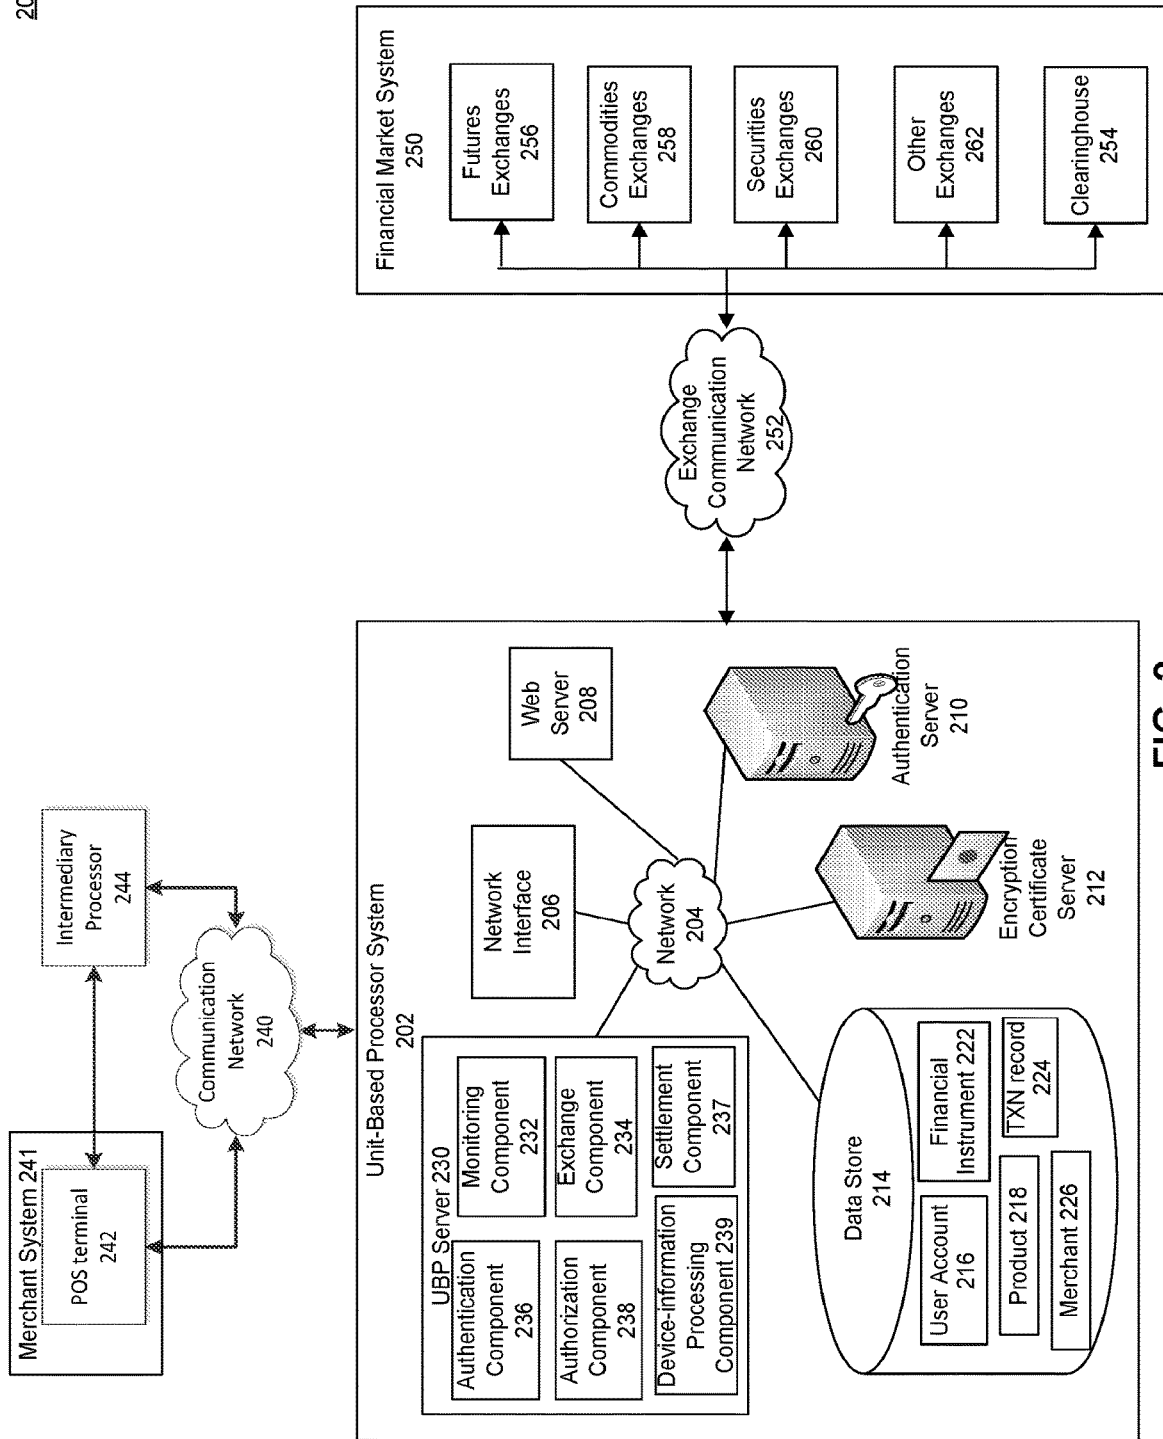 Merchant System 241
POS terminal
242
Intermediary
Processor
244
Communication
Network
240
Unit-Based Processor System
202
UBP Server 230
Authentication
Component
236
Monitoring
Component
232
Authorization
Component
238
Exchange
Component
234
Device-information
Processing
Component 239
Settlement
Component
237
Network
Interface
206
Web
Server
208
Network
204
Data Store
214
User Account
216
Financial
Instrument 222
Product 218
TXN record
224
Merchant 226
Encryption
Certificate
Server
212
Authentication
Server
210
Exchange
Communication
Network
252
Financial Market System
250
Futures
Exchanges
256
Commodities
Exchanges
258
Securities
Exchanges
260
Other
Exchanges
262
Clearinghouse
254
FIG.